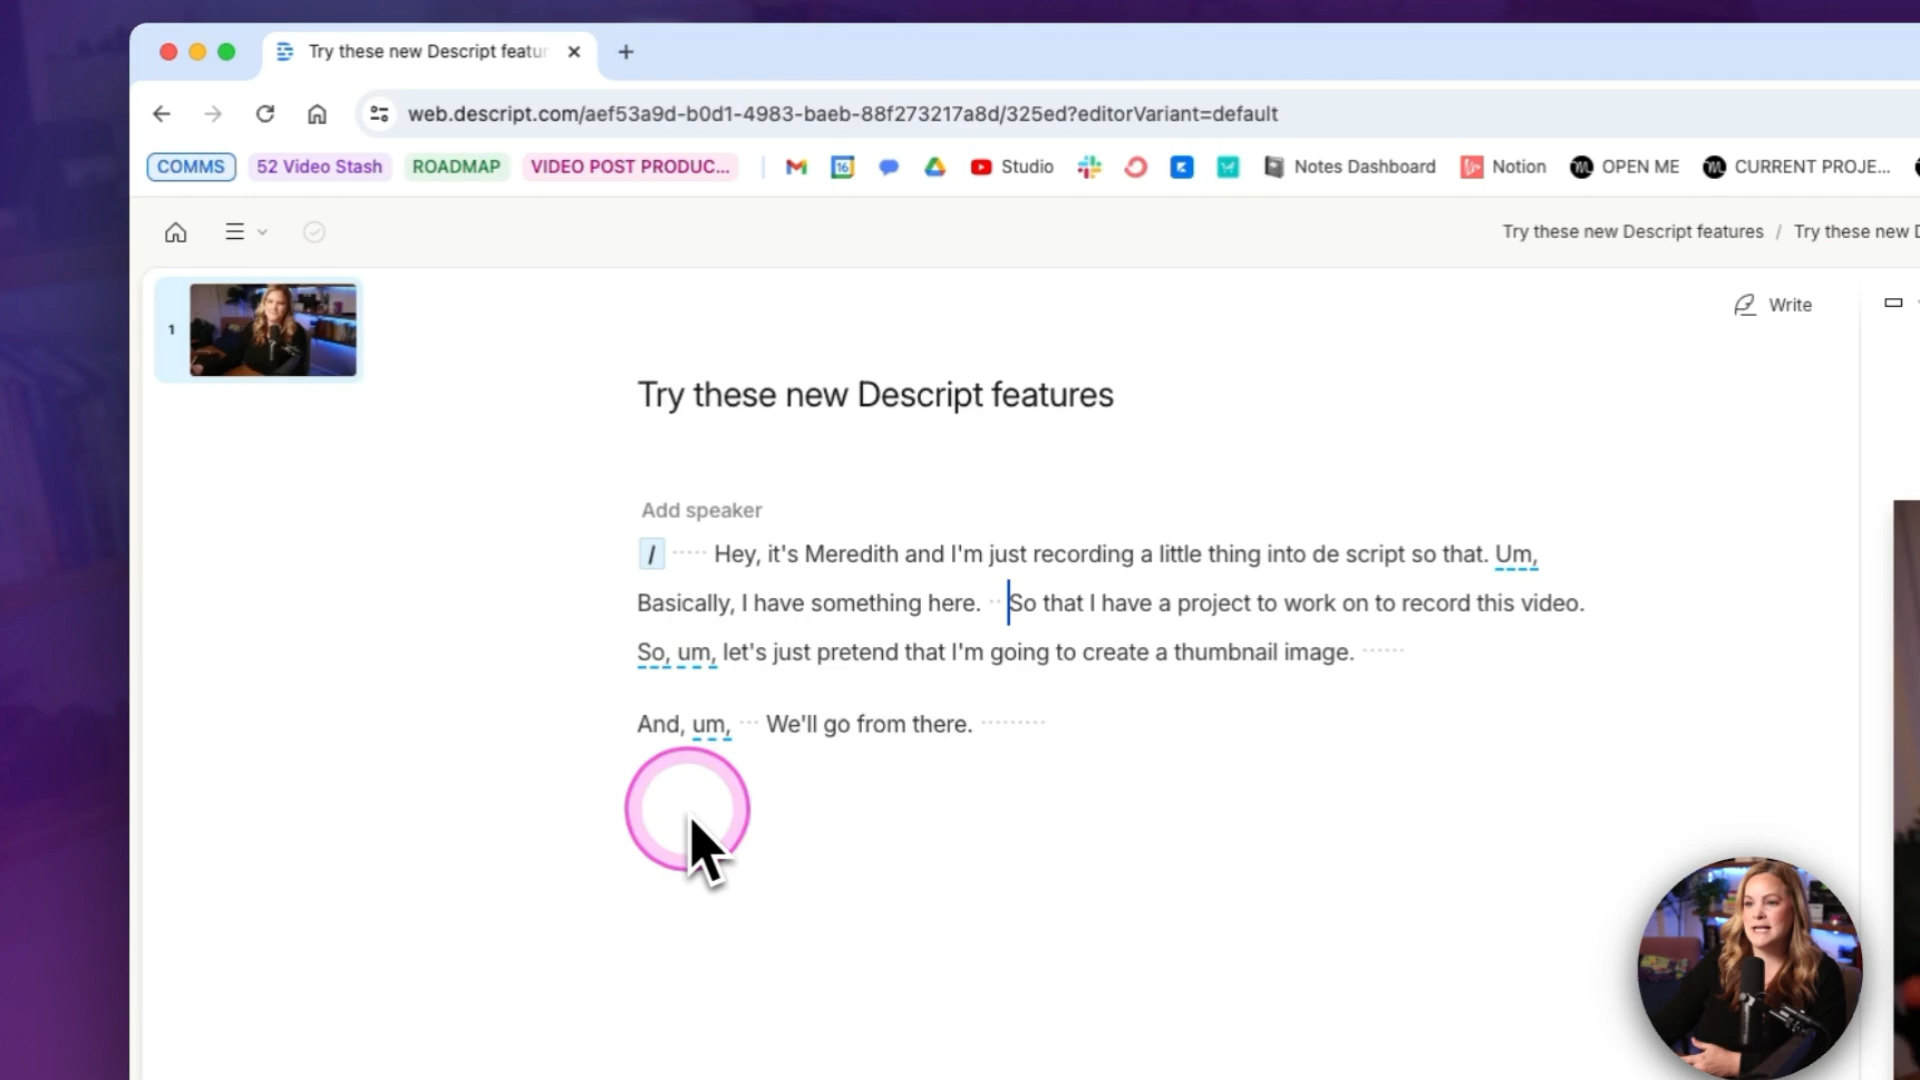 Try these new Descript featur
web.descript.com/aef53a9d-b0d1-4983-baeb-88f273217a8d/325ed?editorVariant=default
COMMS 52 Video Stash ROADMAP VIDEO POST PRODUC... 16 Studio Notes Dashboard Notion OPEN ME CURRENT PROJE...
Try these new Descript features / Try these new D
1
Write
Try these new Descript features
Add speaker
/ Hey, it's Meredith and I'm just recording a little thing into de script so that. Um,
Basically, I have something here. So that I have a project to work on to record this video.
So, um, let's just pretend that I'm going to create a thumbnail image.
And, um, We'll go from there.